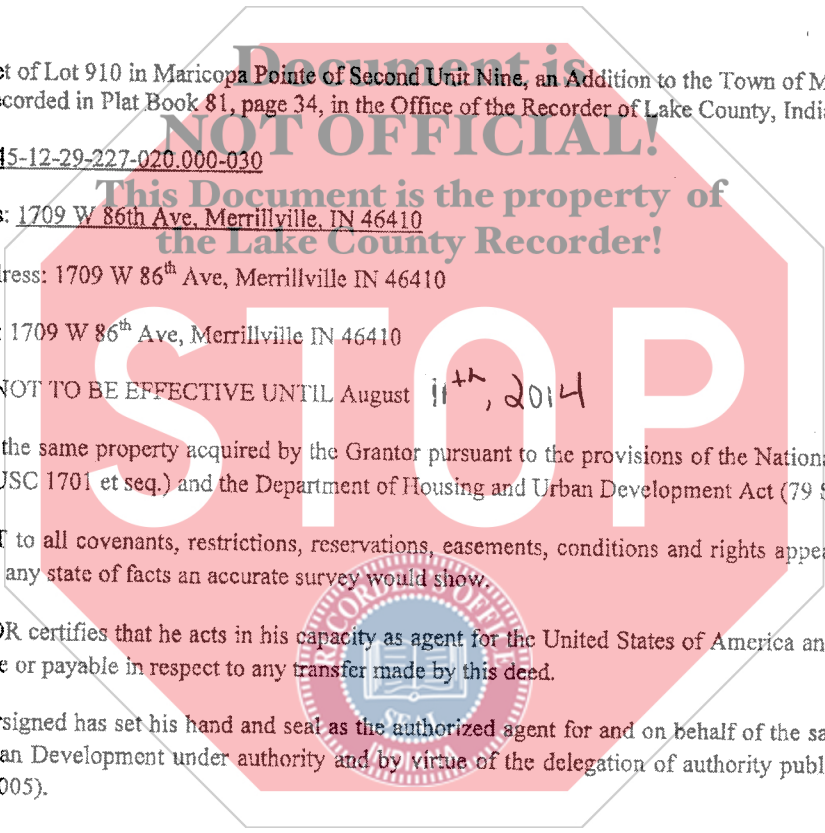 Document is
et of Lot 910 in Maricopa Pointe of Second Unit Nine, an Addition to the Town of M
corded in Plat Book 81, page 34, in the Office of the Recorder of Lake County, Indi
NOT OFFICIAL!
45-12-29-227-020.000-030
This Document is the property of
s: 1709 W 86th Ave, Merrillville, IN 46410
the Lake County Recorder!
dress: 1709 W 86th Ave, Merrillville IN 46410
: 1709 W 86th Ave, Merrillville IN 46410
NOT TO BE EFFECTIVE UNTIL August 11th, 2014
STOP
the same property acquired by the Grantor pursuant to the provisions of the Nation
USC 1701 et seq.) and the Department of Housing and Urban Development Act (79 S
T to all covenants, restrictions, reservations, easements, conditions and rights appea
any state of facts an accurate survey would show.
OR certifies that he acts in his capacity as agent for the United States of America an
e or payable in respect to any transfer made by this deed.
RECORDER'S OFFICE
SEAL
INDIANA
rsigned has set his hand and seal as the authorized agent for and on behalf of the sa
an Development under authority and by virtue of the delegation of authority publ
005).